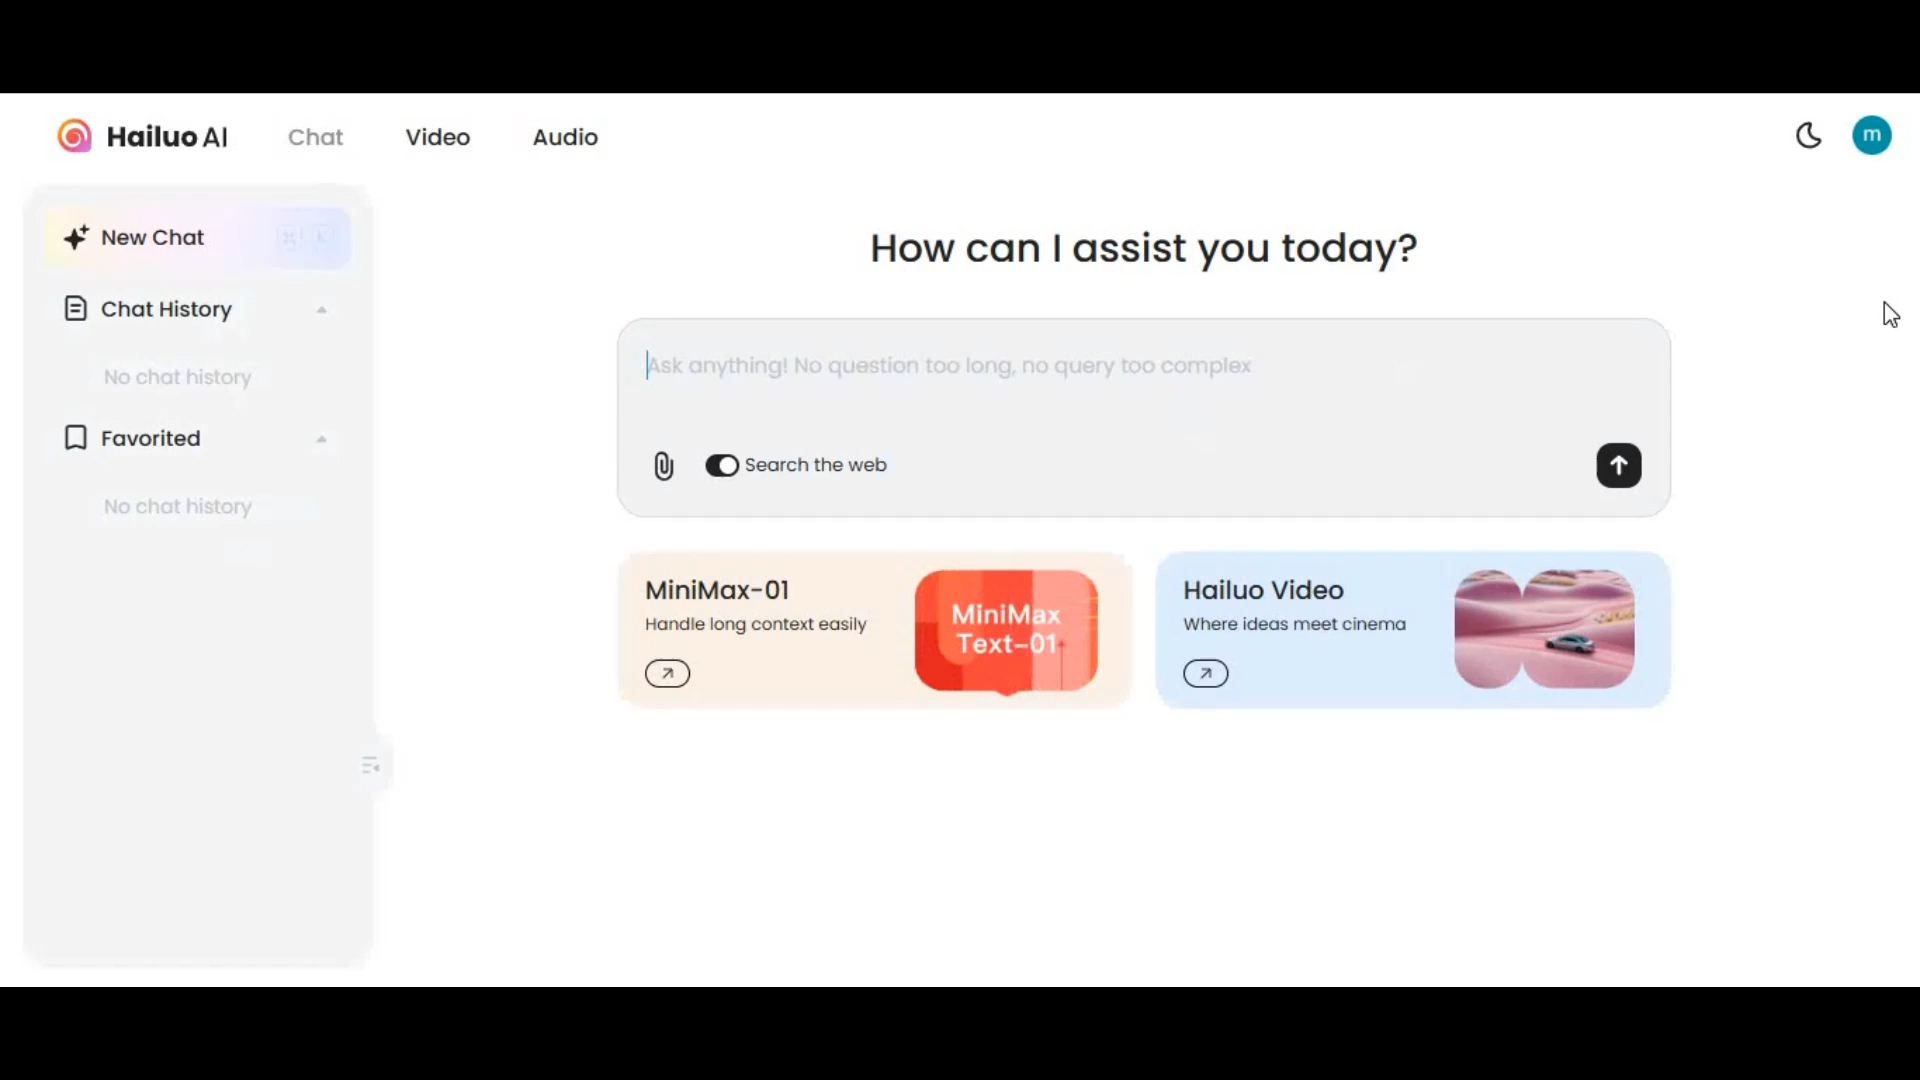 Hailuo AI
Chat
Video
Audio
m
New Chat
Chat History
No chat history
Favorited
No chat history
How can I assist you today?
Ask anything! No question too long, no query too complex
Search the web
MiniMax-01
Handle long context easily
MiniMax
Text-01
Hailuo Video
Where ideas meet cinema